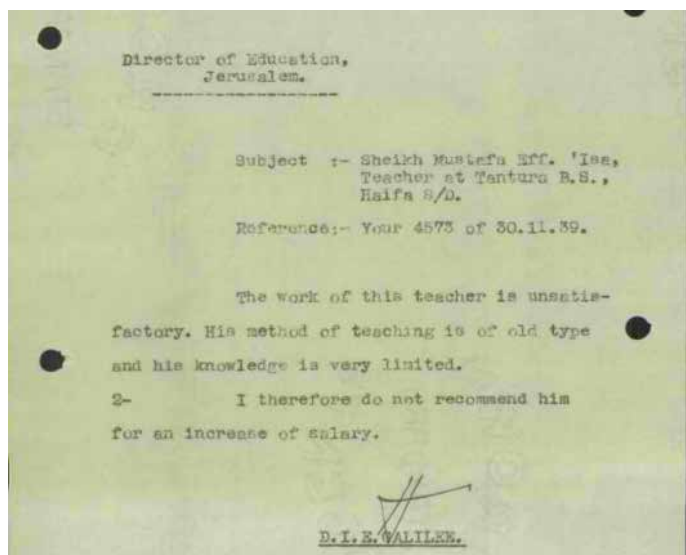 Director of Education,
Jerusalem.
Subject :- Sheikh Mustafa Eff. 'Isa,
Teacher at Tantura B.S.,
Haifa S/D.
Reference:- Your 4573 of 30.11.39.
The work of this teacher is unsatis-
factory. His method of teaching is of old type
and his knowledge is very limited.
2- I therefore do not recommend him
for an increase of salary.
D.I.E. GALILEE.